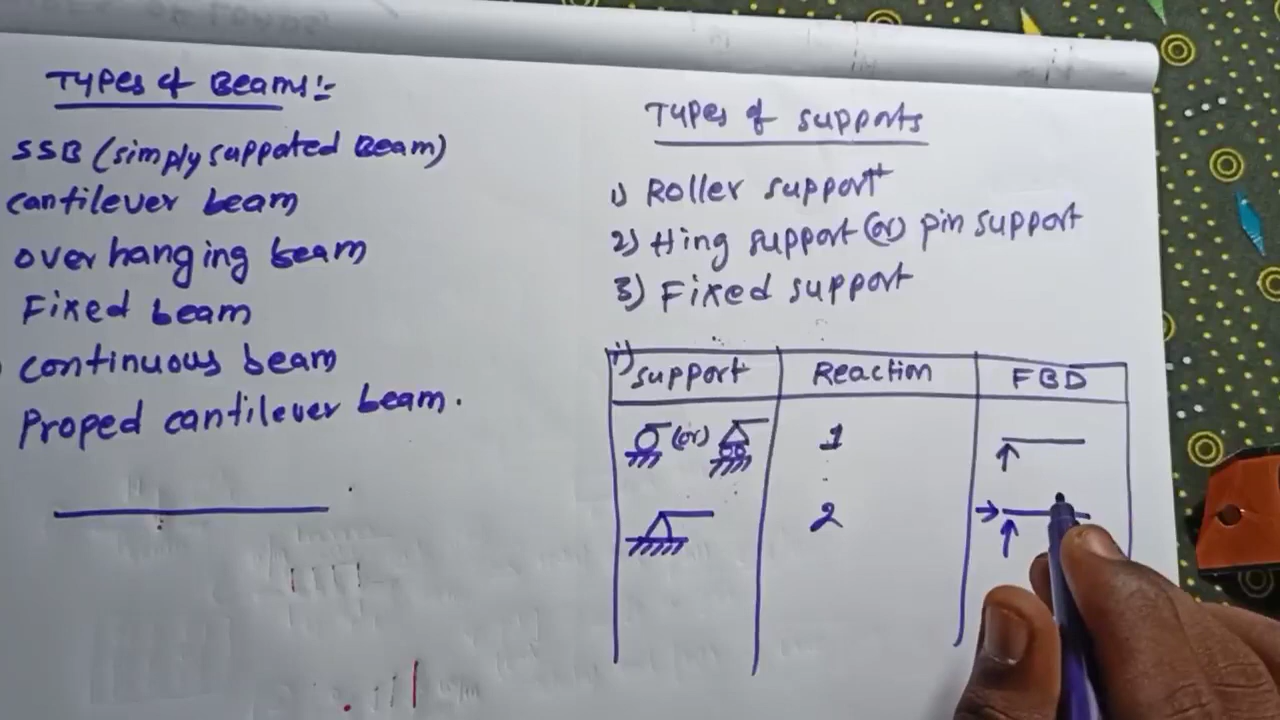 Types of Beams:-
SSB (simply suppoted Beam)
cantilever beam
overhanging beam
Fixed beam
continuous beam
Proped cantilever beam.
Types of supports
1) Roller support
2) Hing support (or) pin support
3) Fixed support
i) support Reaction FBD
(or) 1
2